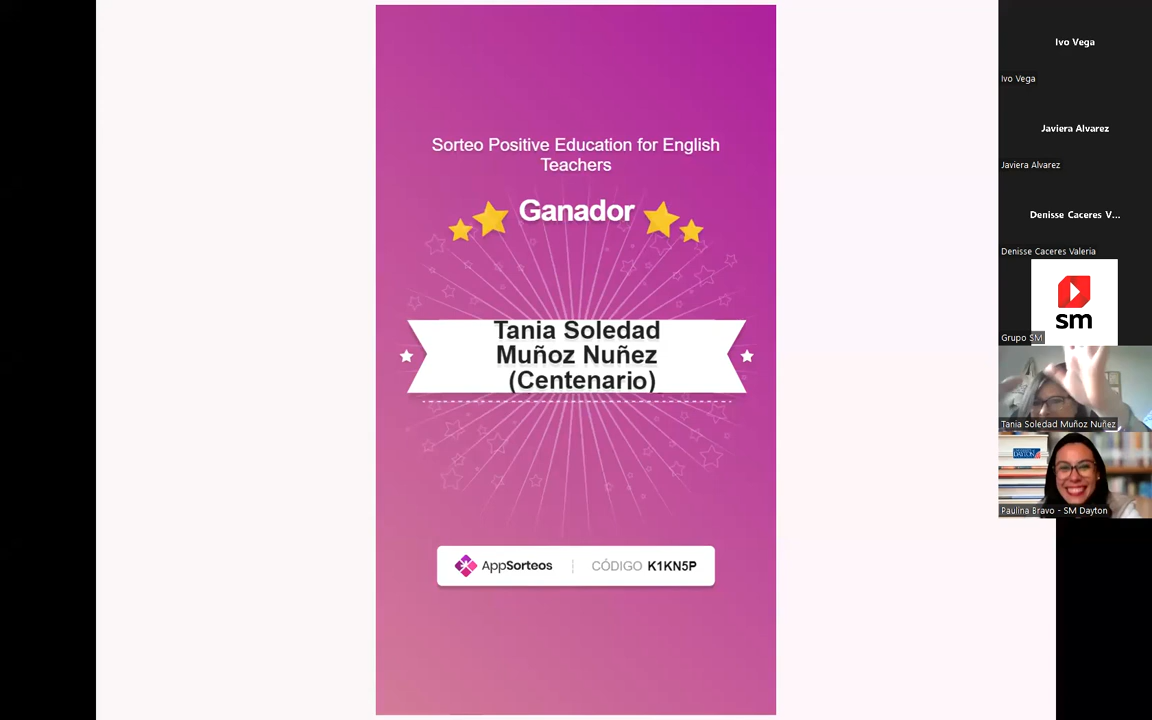 Sorteo Positive Education for English
Teachers
Ganador
Tania Soledad
Muñoz Nuñez
(Centenario)
AppSorteos
CÓDIGO K1KN5P
Ivo Vega
Ivo Vega
Javiera Alvarez
Javiera Alvarez
Denisse Caceres V...
Denisse Caceres Valeria
sm
Grupo SM
Tania Soledad Muñoz Nuñez
DAYTON
Paulina Bravo - SM Dayton